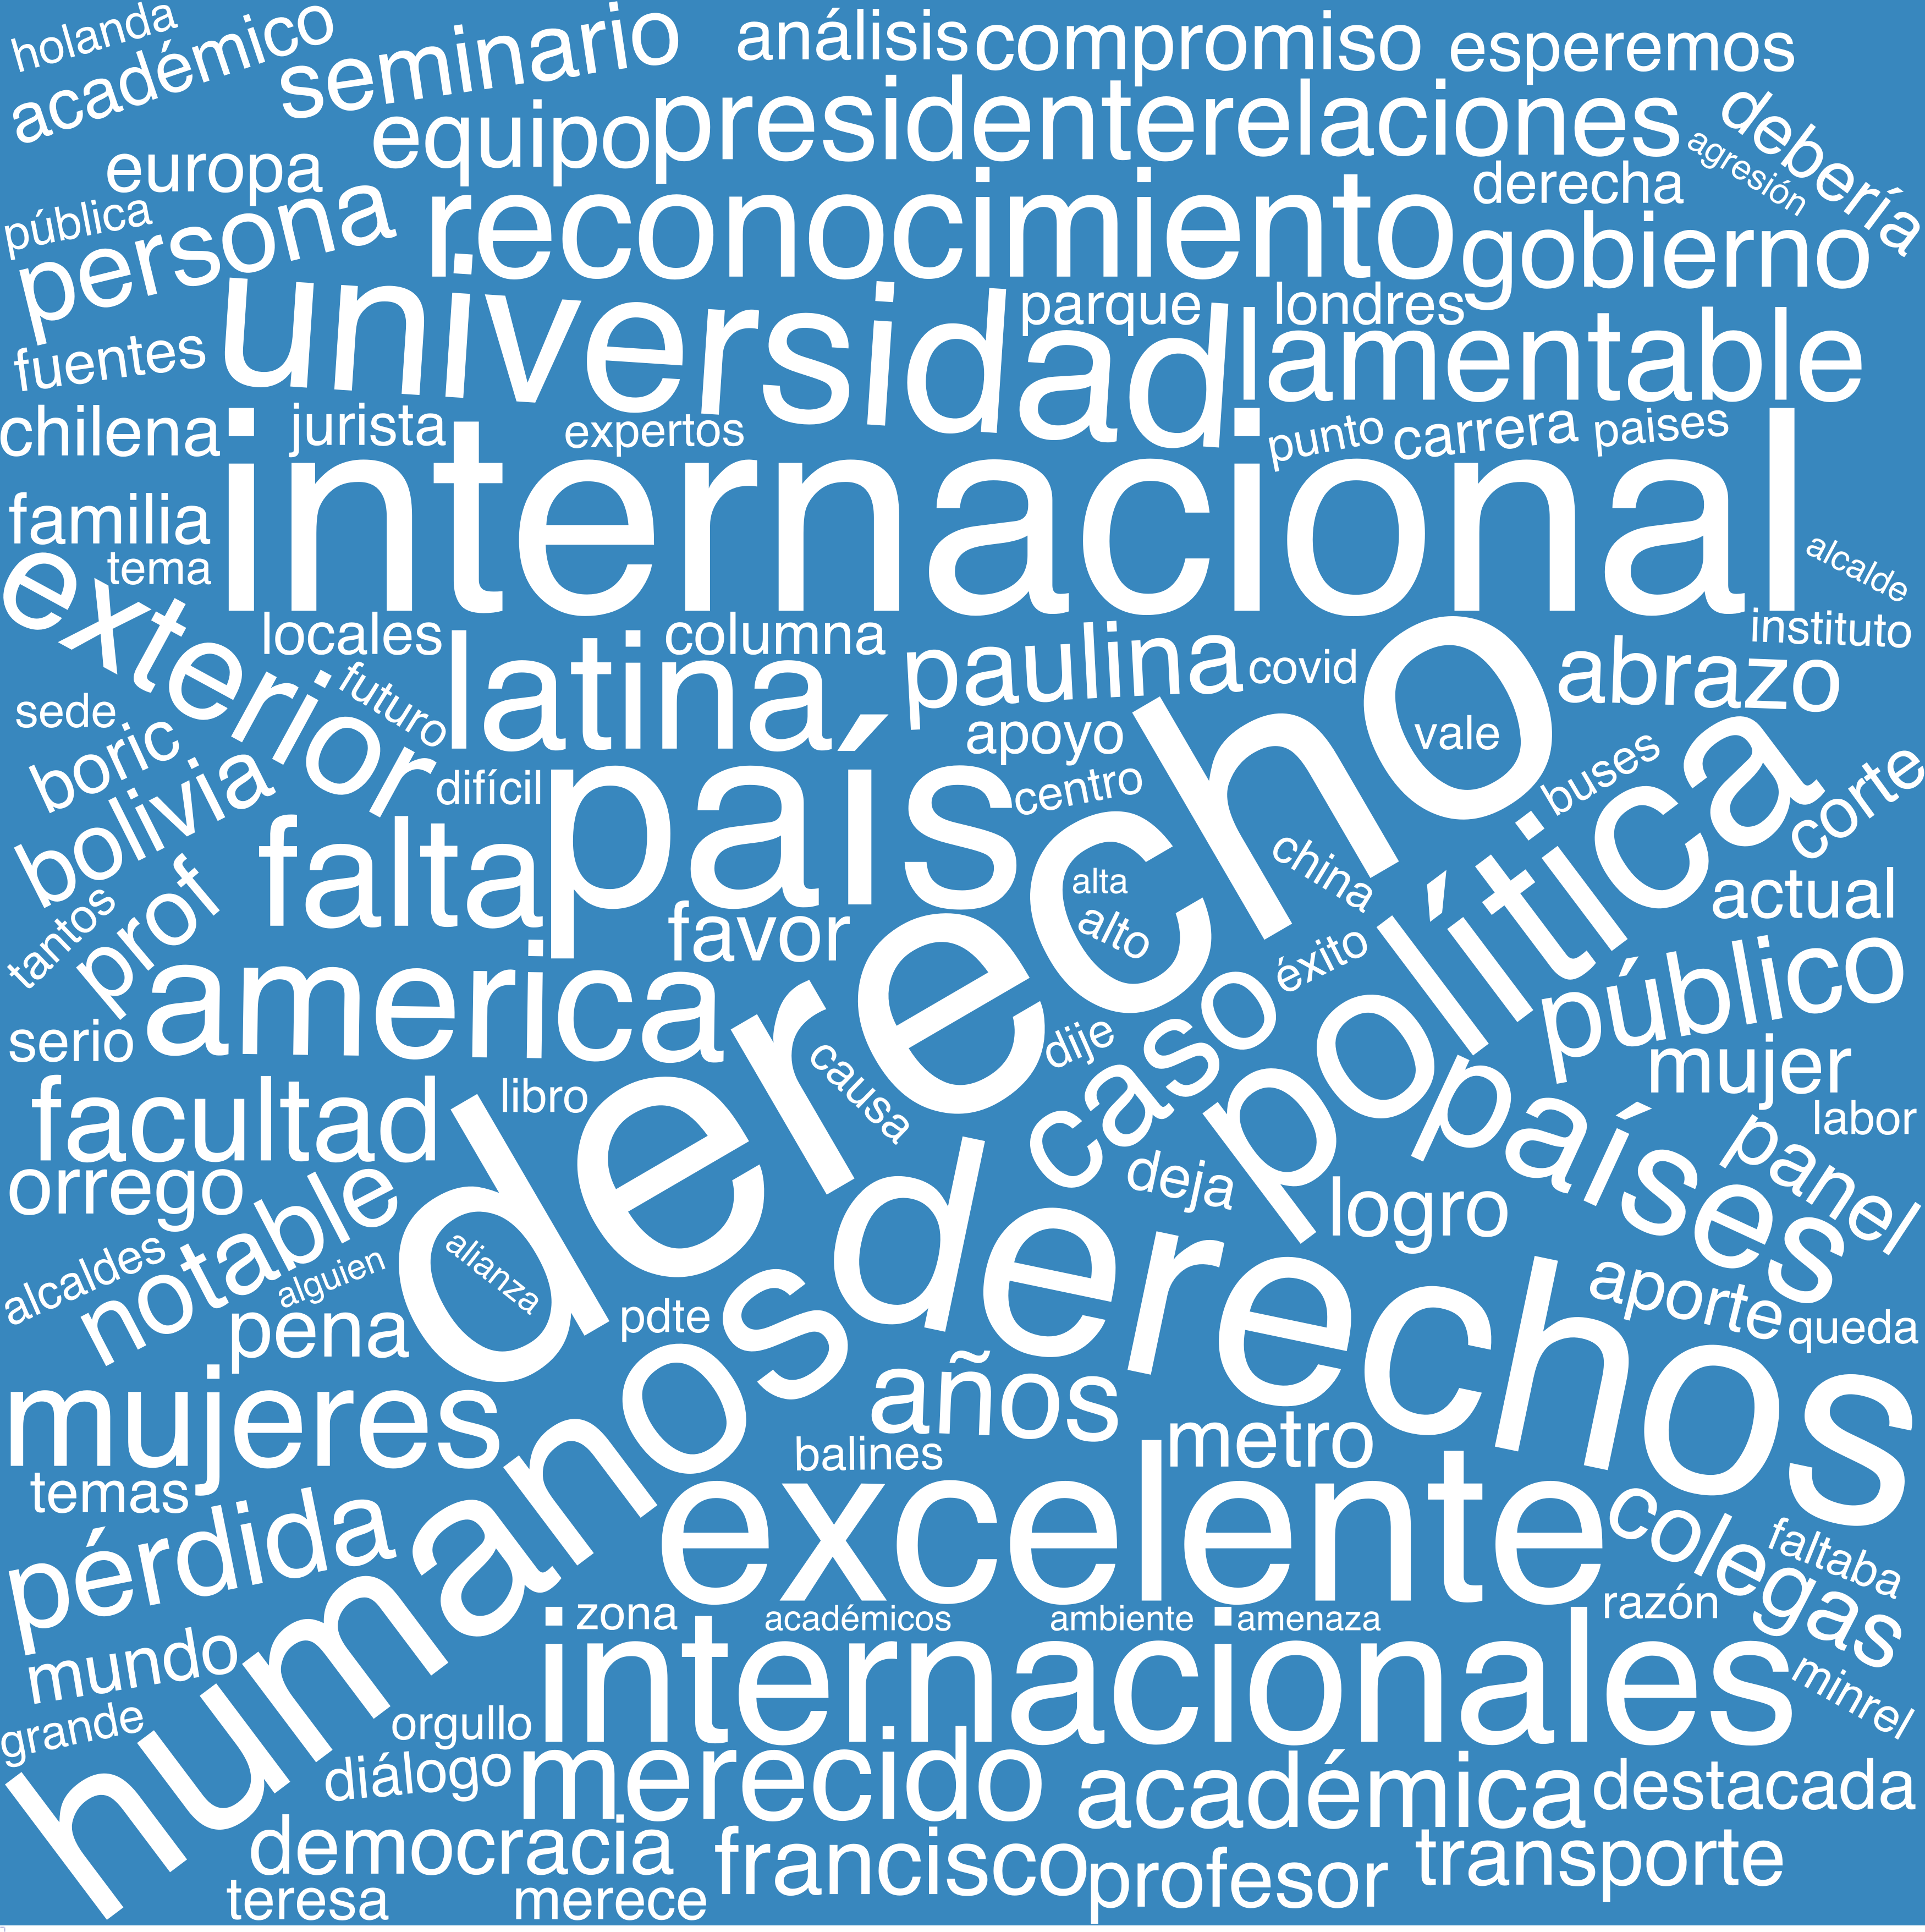 holanda
académico
seminario
análisis
compromiso
esperemos
europa
equipo
presidente
relaciones
debería
agresión
pública
persona
reconocimiento
derecha
gobierno
fuentes
universidad
parque
londres
lamentable
chilena
jurista
expertos
punto
carrera
paises
familia
internacional
tema
alcalde
exterior
locales
latina
columna
paulina
covid
abrazo
instituto
sede
futuro
apoyo
vale
boric
bolivia
difícil
país
centro
buses
corte
falta
china
política
alta
alto
actual
tantos
prof
favor
éxito
público
serio
america
derecho
dije
caso
mujer
facultad
libro
causa
países
labor
orrego
deja
logro
panel
notable
alcaldes
alguien
alianza
derechos
aporte
queda
pena
pdte
mujeres
humanos
años
metro
balines
temas
pérdida
excelente
colegas
faltaba
zona
académicos
ambiente
amenaza
razón
mundo
internacionales
minrel
grande
orgullo
diálogo
merecido
académica
destacada
democracia
francisco
profesor
transporte
teresa
merece